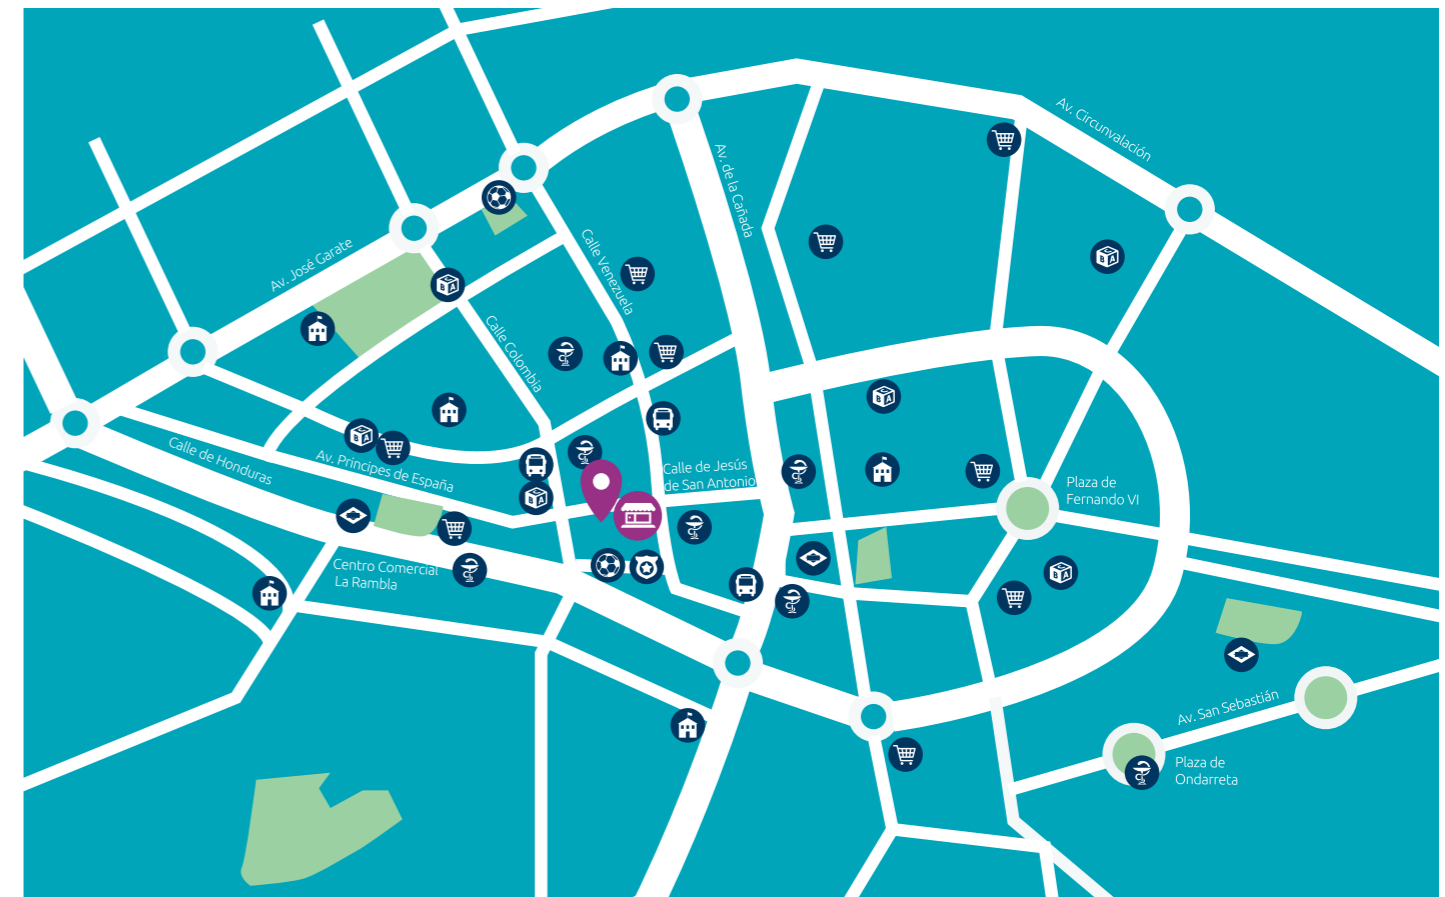 Av. Circunvalación
Av. de la Cañada
Av. José Garate
Calle Venezuela
Calle Colombia
Calle de Honduras
Av. Principes de España
Calle de Jesús
de San Antonio
Plaza de
Fernando VI
Centro Comercial
La Rambla
Av. San Sebastián
Plaza de
Ondarreta